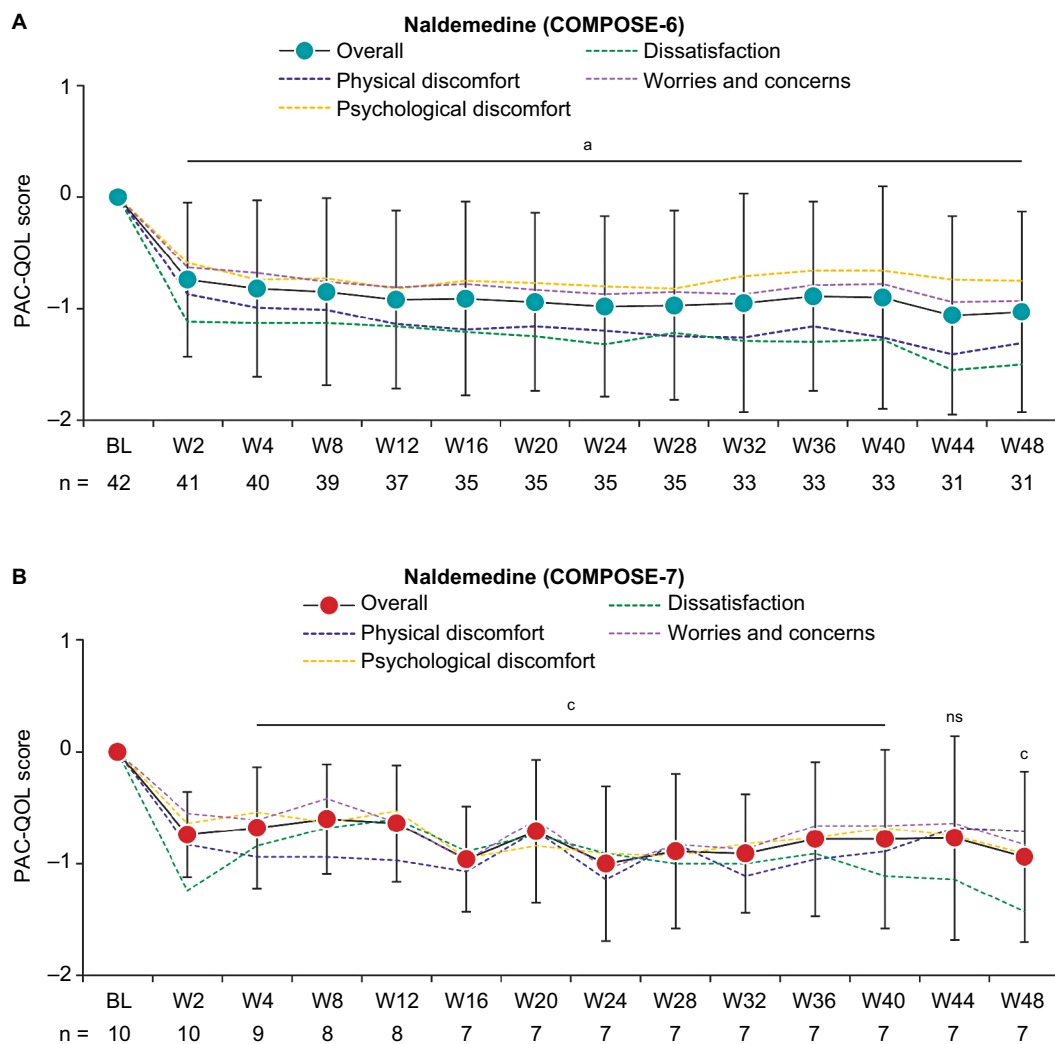 A
Naldemedine (COMPOSE-6)
Overall
Dissatisfaction
Physical discomfort
Worries and concerns
Psychological discomfort
1
a
0
PAC-QOL score
–1
–2
BL W2 W4 W8 W12 W16 W20 W24 W28 W32 W36 W40 W44 W48
n = 42 41 40 39 37 35 35 35 35 33 33 33 31 31
B
Naldemedine (COMPOSE-7)
Overall
Dissatisfaction
Physical discomfort
Worries and concerns
Psychological discomfort
1
c
ns
c
0
PAC-QOL score
–1
–2
BL W2 W4 W8 W12 W16 W20 W24 W28 W32 W36 W40 W44 W48
n = 10 10 9 8 8 7 7 7 7 7 7 7 7 7